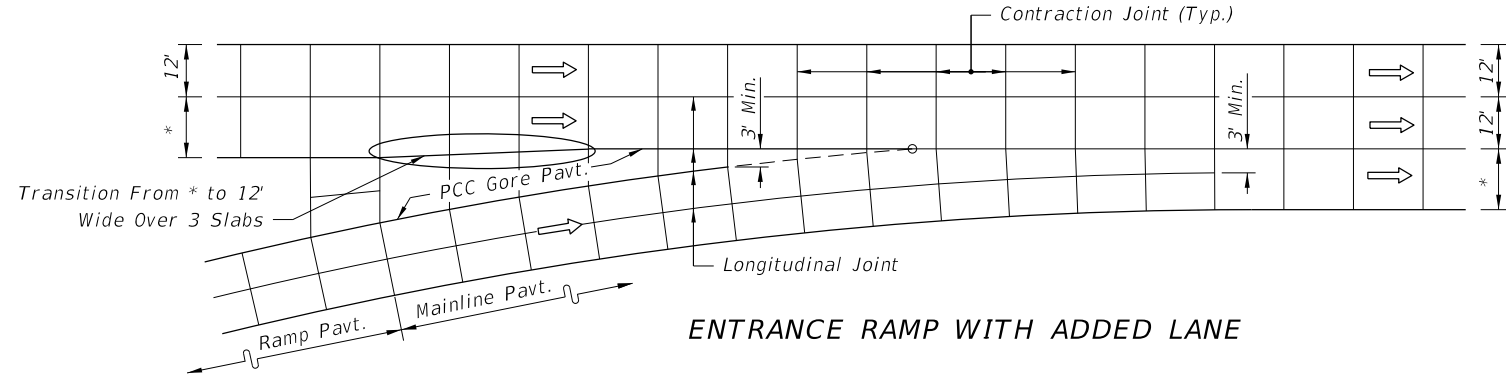 Contraction Joint (Typ.)
12'
*
3' Min.
3' Min.
12'
12'
*
Transition From * to 12'
Wide Over 3 Slabs
PCC Gore Pavt.
Longitudinal Joint
Mainline Pavt.
Ramp Pavt.
ENTRANCE RAMP WITH ADDED LANE